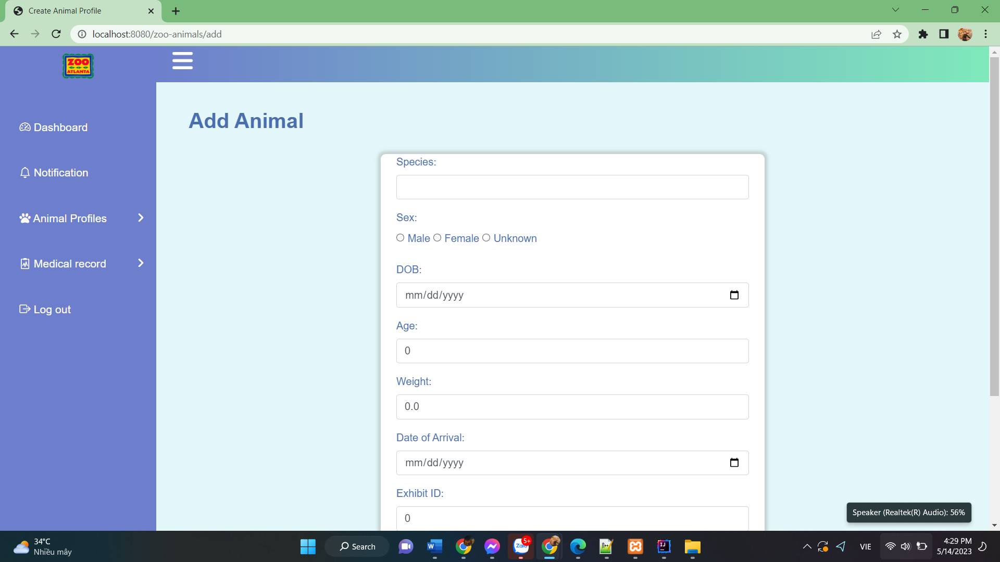 Create Animal Profile
localhost:8080/zoo-animals/add
ZOO
ATLANTA
Dashboard
Notification
Animal Profiles
Medical record
Log out
Add Animal
Species:
Sex:
Male Female Unknown
DOB:
mm/dd/yyyy
Age:
0
Weight:
0.0
Date of Arrival:
mm/dd/yyyy
Exhibit ID:
0
Speaker (Realtek(R) Audio): 56%
34°C
Nhiều mây
Search
W
Zalo
5+
IJ
VIE
4:29 PM
5/14/2023